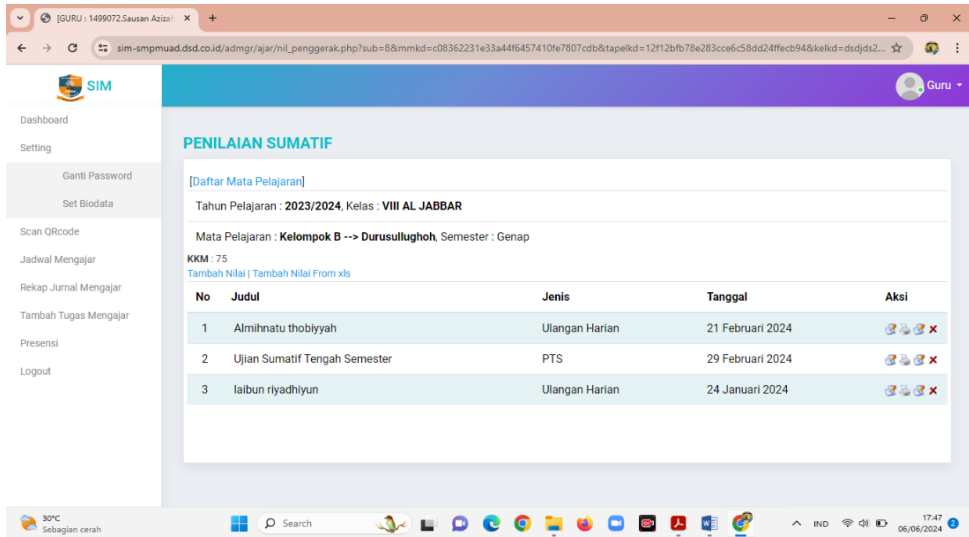 [GURU : 1499072.Sausan Aziza
sim-smpmuad.dsd.co.id/admgr/ajar/nil_penggerak.php?sub=8&mmkd=c08362231e33a44f6457410fe7807cdb&tapelkd=12f12bfb78e283cce6c58dd24ffecb94&kelkd=dsdjds2...
SIM
Guru
Dashboard
Setting
Ganti Password
Set Biodata
Scan QRcode
Jadwal Mengajar
Rekap Jurnal Mengajar
Tambah Tugas Mengajar
Presensi
Logout
PENILAIAN SUMATIF
[Daftar Mata Pelajaran]
Tahun Pelajaran : 2023/2024, Kelas : VIII AL JABBAR
Mata Pelajaran : Kelompok B --> Durusullughoh, Semester : Genap
KKM : 75
Tambah Nilai | Tambah Nilai From xls
No Judul Jenis Tanggal Aksi
1 Almihnatu thobiyyah Ulangan Harian 21 Februari 2024
2 Ujian Sumatif Tengah Semester PTS 29 Februari 2024
3 laibun riyadhiyun Ulangan Harian 24 Januari 2024
30°C
Sebagian cerah
Search
IND
17:47
06/06/2024
2